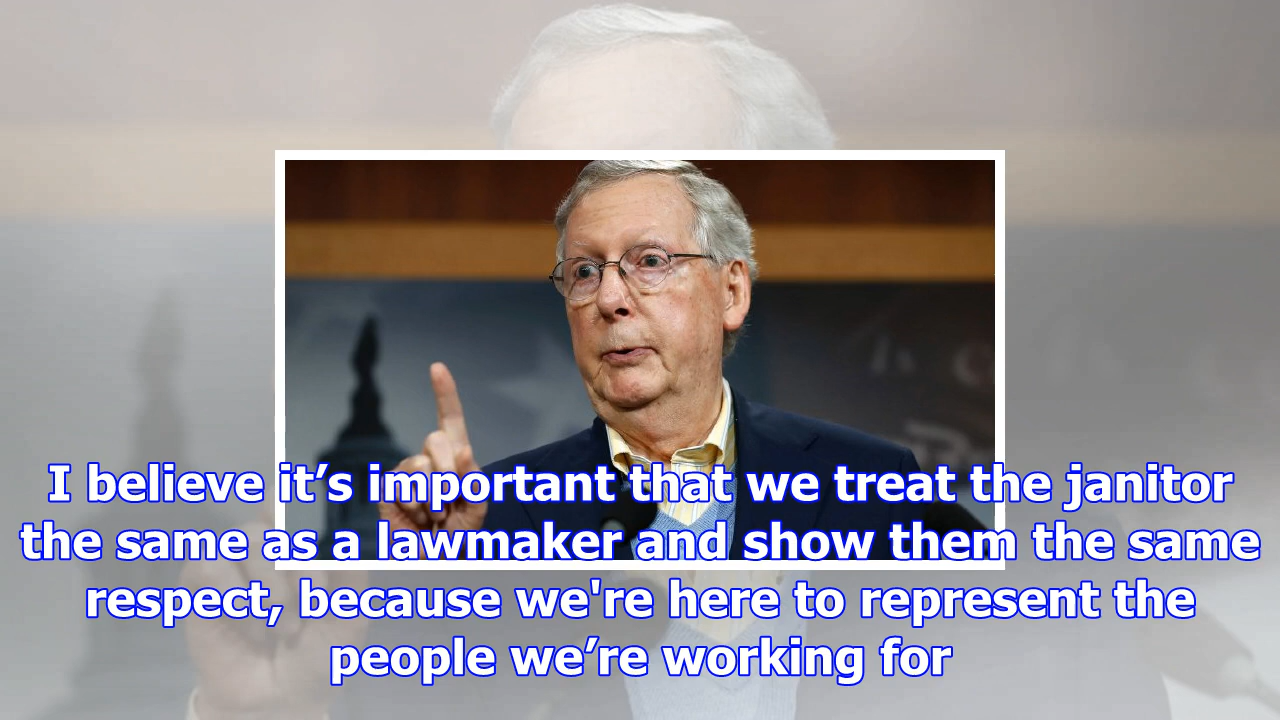 I believe it’s important that we treat the janitor
the same as a lawmaker and show them the same
respect, because we're here to represent the
people we’re working for